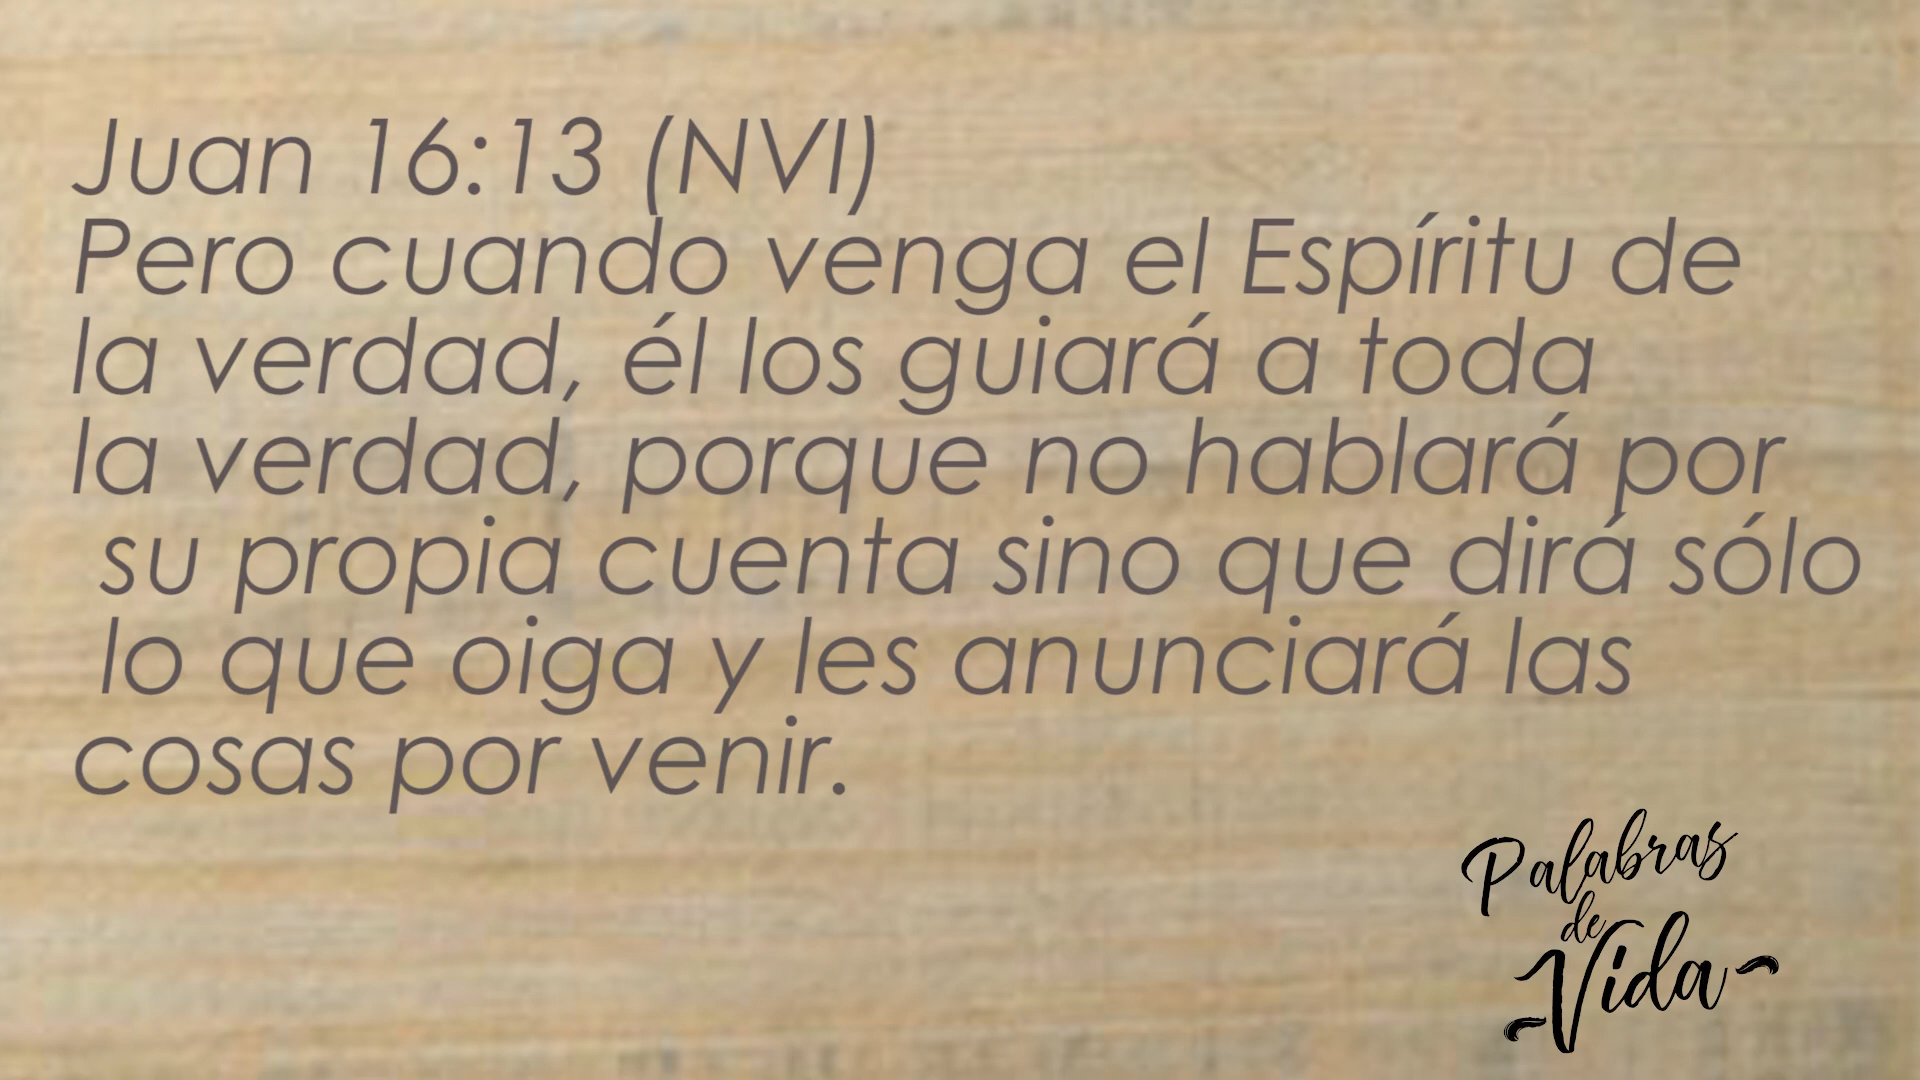 Juan 16:13 (NVI)
Pero cuando venga el Espíritu de
la verdad, él los guiará a toda
la verdad, porque no hablará por
su propia cuenta sino que dirá sólo
lo que oiga y les anunciará las
cosas por venir.
Palabras
de
Vida